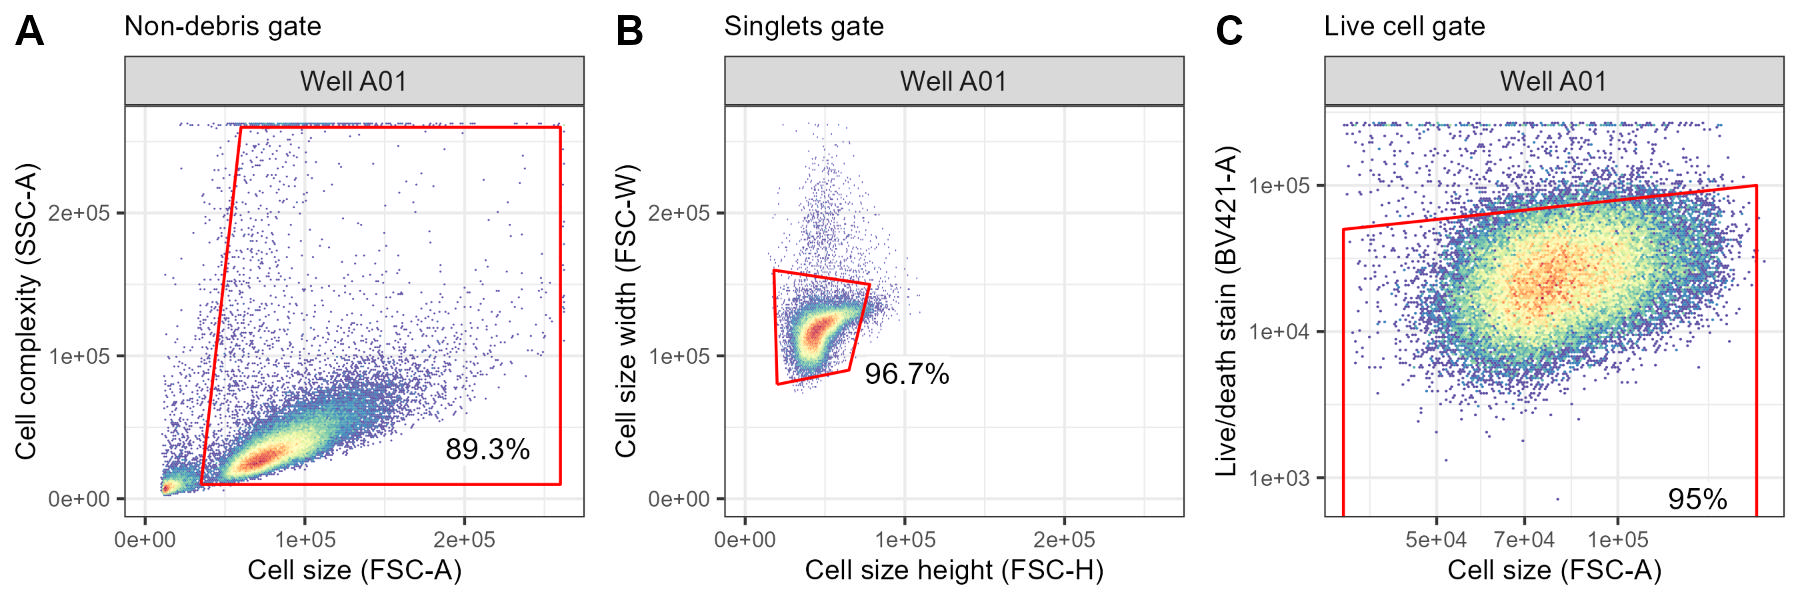 A Non-debris gate
Well A01
Cell complexity (SSC-A)
2e+05
1e+05
0e+00
89.3%
0e+00 1e+05 2e+05
Cell size (FSC-A)
B Singlets gate
Well A01
Cell size width (FSC-W)
2e+05
1e+05
0e+00
96.7%
0e+00 1e+05 2e+05
Cell size height (FSC-H)
C Live cell gate
Well A01
Live/death stain (BV421-A)
1e+05
1e+04
1e+03
95%
5e+04 7e+04 1e+05
Cell size (FSC-A)